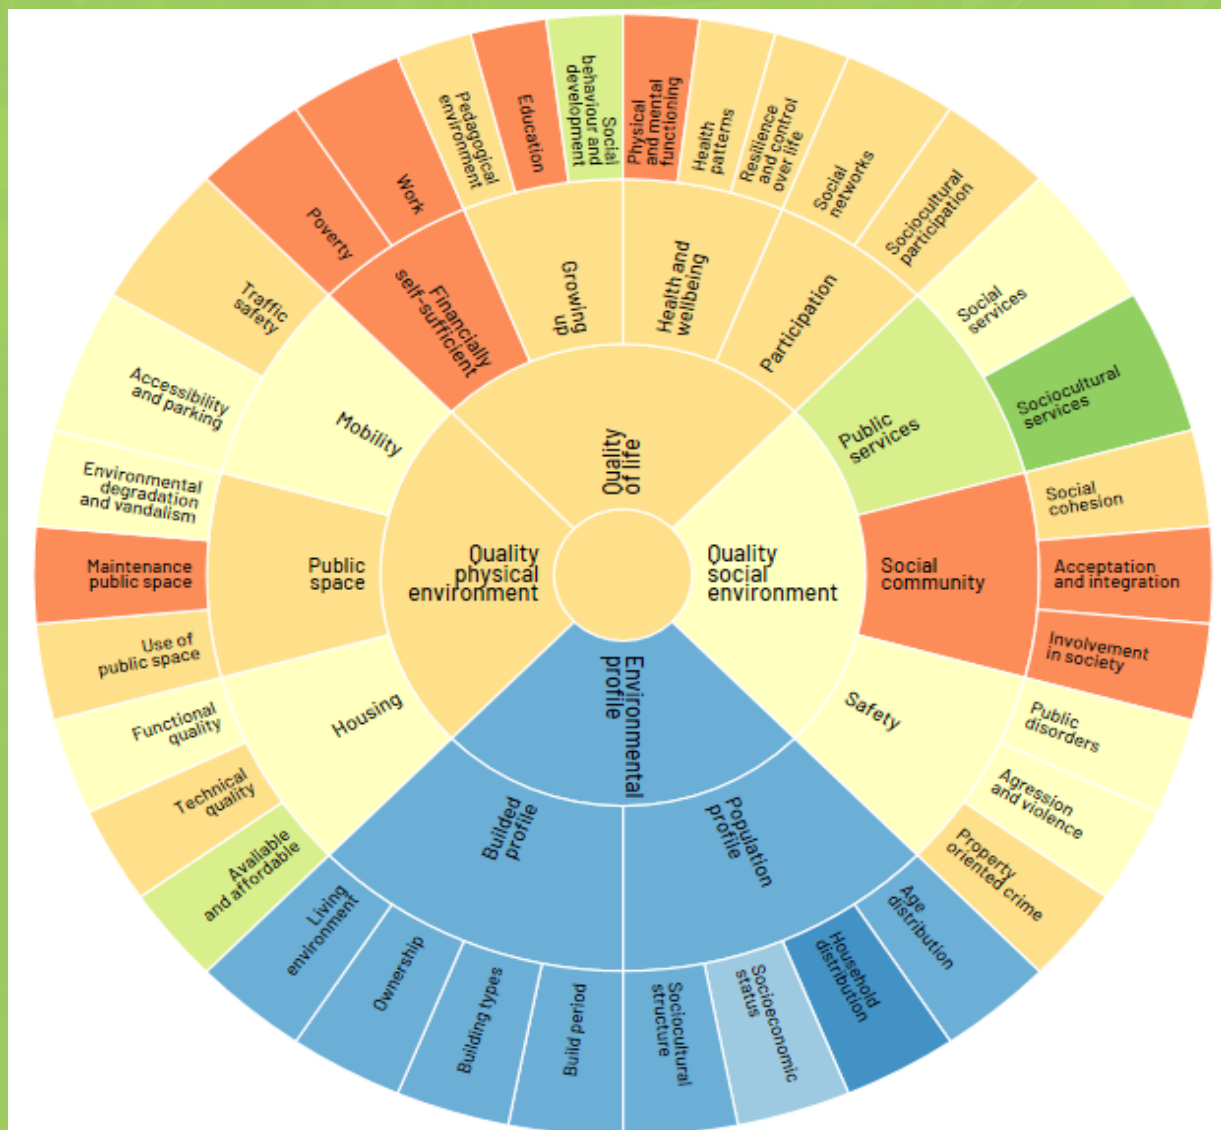 Quality
of life
Quality
social
environment
Environmental
profile
Quality
physical
environment
Financially
self-sufficient
Growing
up
Health and
wellbeing
Participation
Public
services
Social
community
Safety
Population
profile
Builded
profile
Housing
Public
space
Mobility
Poverty
Work
Pedagogical
environment
Education
Social
behaviour and
development
Physical
and mental
functioning
Health
patterns
Resilience
and control
over life
Social
networks
Sociocultural
participation
Social
services
Sociocultural
services
Social
cohesion
Acceptation
and integration
Involvement
in society
Public
disorders
Agression
and violence
Property
oriented crime
Age
distribution
Household
distribution
Socioeconomic
status
Sociocultural
structure
Build period
Building types
Ownership
Living
environment
Avaliable
and affordable
Technical
quality
Functional
quality
Use of
public space
Maintenance
public space
Environmental
degradation
and vandalism
Accessibility
and parking
Traffic
safety